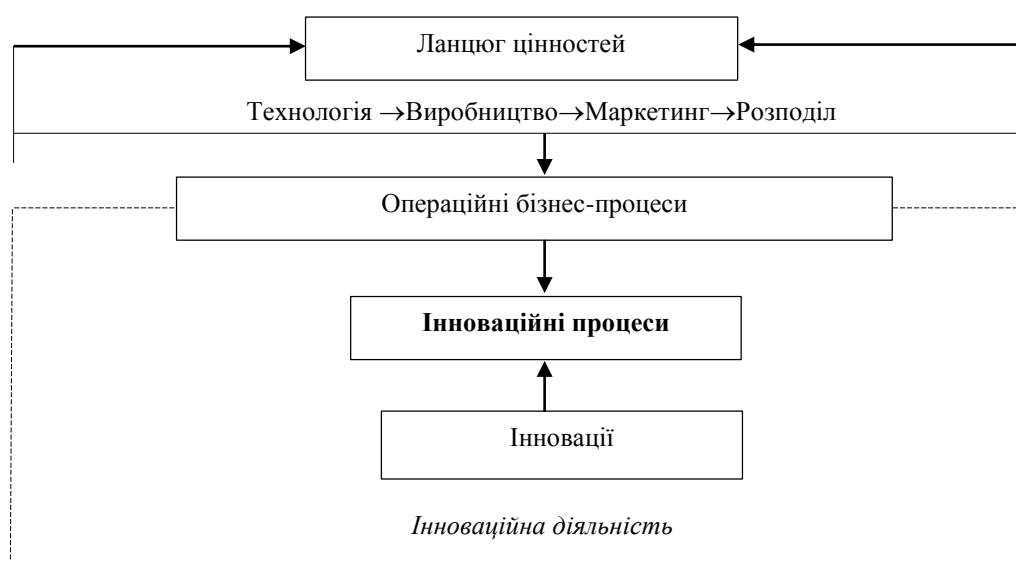 Ланцюг цінностей
Технологія →Виробництво→Маркетинг→Розподіл
Операційні бізнес-процеси
Інноваційні процеси
Інновації
Інноваційна діяльність